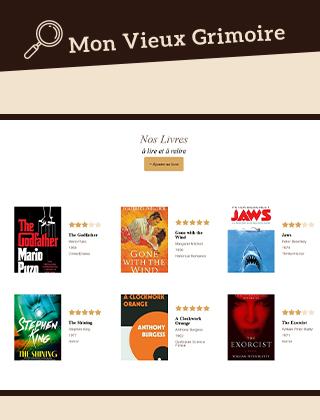 Mon Vieux Grimoire
Nos Livres
à lire et à relire
+ Ajouter un livre
The Godfather
Mario Puzo
The Godfather
Mario Puzo
1969
GONE WITH THE WIND
Gone with the Wind
Margaret Mitchell
1936
Historical Romance
JAWS
Jaws
Peter Benchley
1974
Thriller
STEPHEN KING
THE SHINING
The Shining
Stephen King
1977
Horror
A CLOCKWORK ORANGE
ANTHONY BURGESS
A Clockwork Orange
Anthony Burgess
1962
Dystopian Science Fiction
THE EXORCIST
WILLIAM PETER BLATTY
The Exorcist
William Peter Blatty
1971
Horror